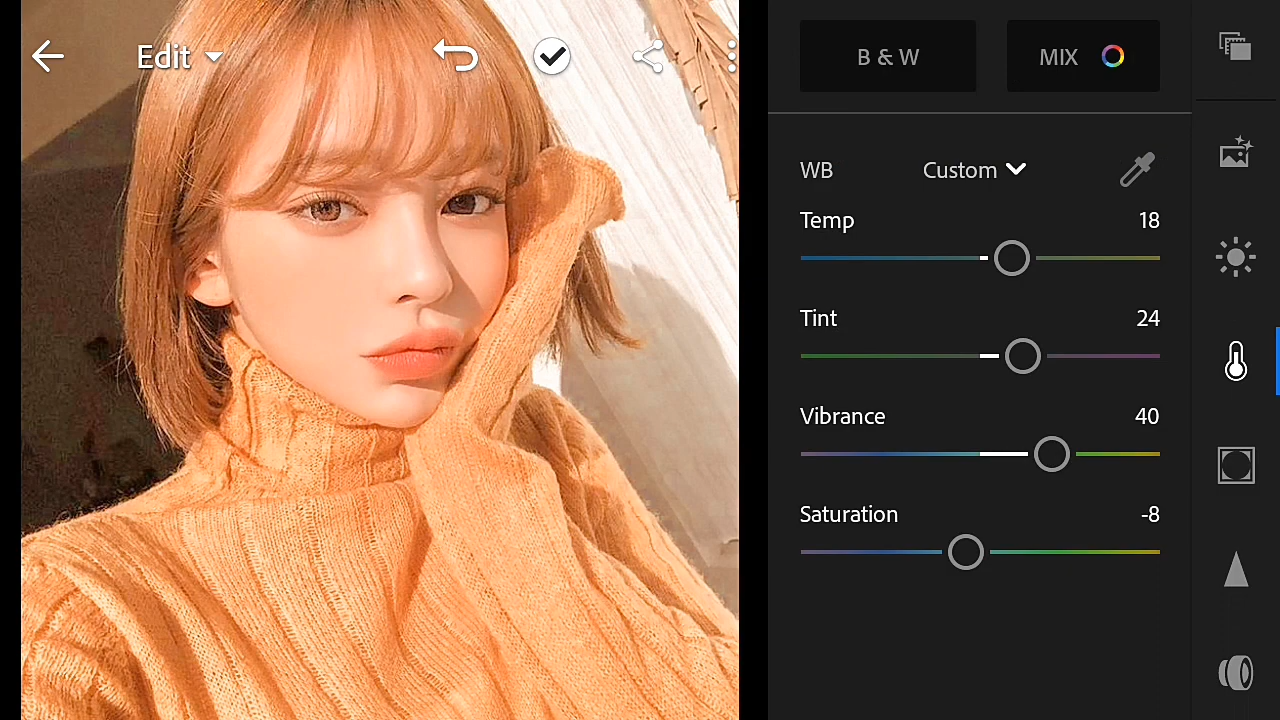 Edit
B & W
MIX
WB Custom
Temp 18
Tint 24
Vibrance 40
Saturation -8